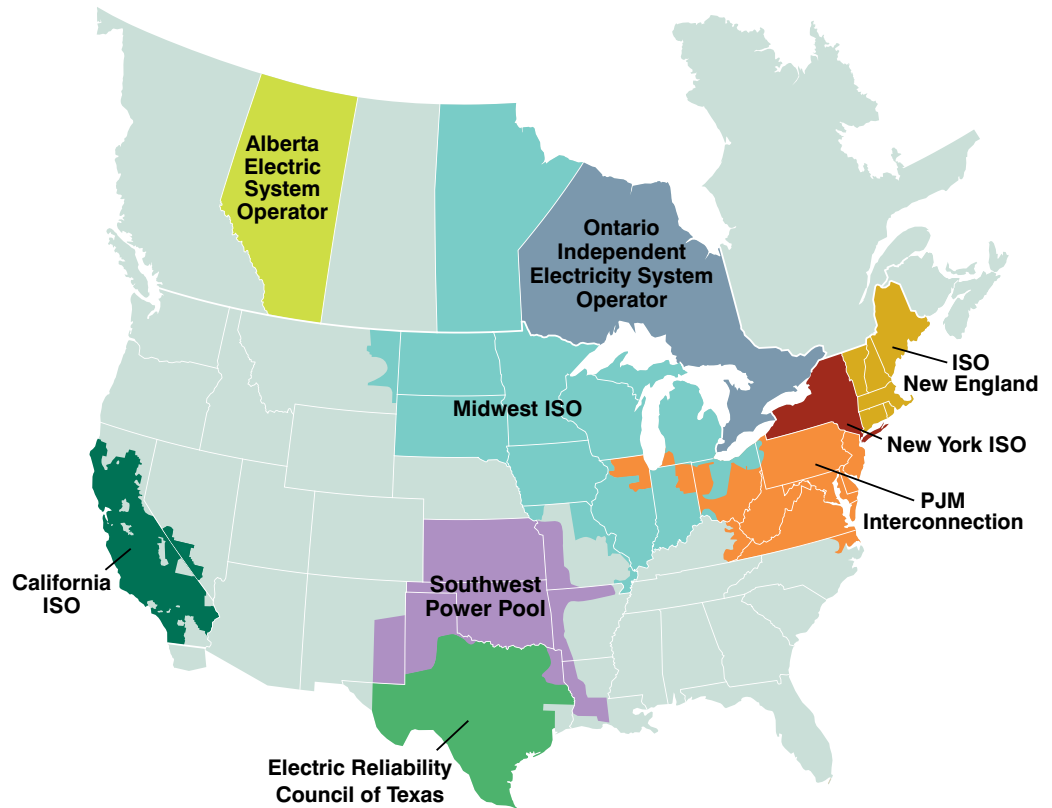 Alberta
Electric
System
Operator
Ontario
Independent
Electricity System
Operator
ISO
New England
Midwest ISO
New York ISO
PJM
Interconnection
California
ISO
Southwest
Power Pool
Electric Reliability
Council of Texas